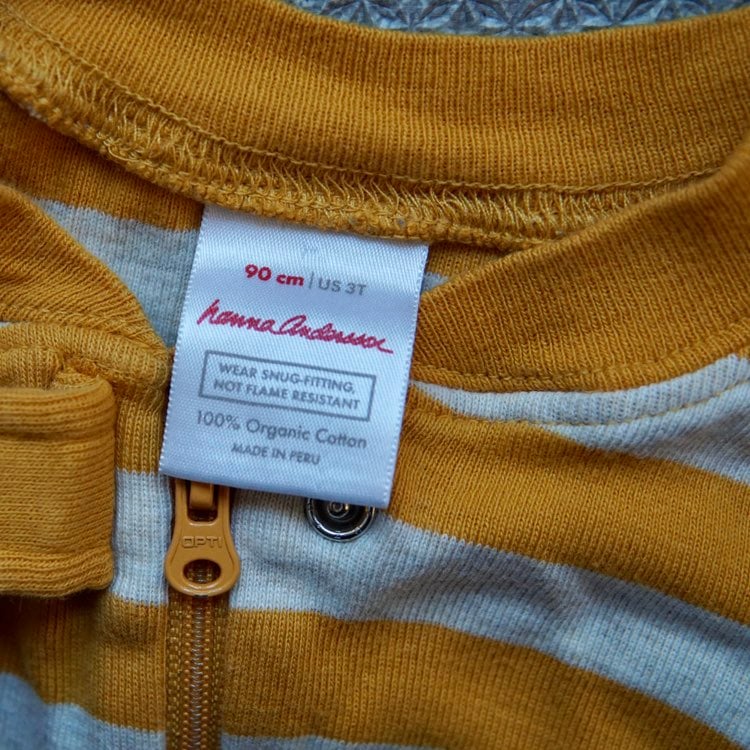 90 cm | US 3T
hanna Andersson
WEAR SNUG-FITTING,
NOT FLAME RESISTANT
100% Organic Cotton
MADE IN PERU
OPTI